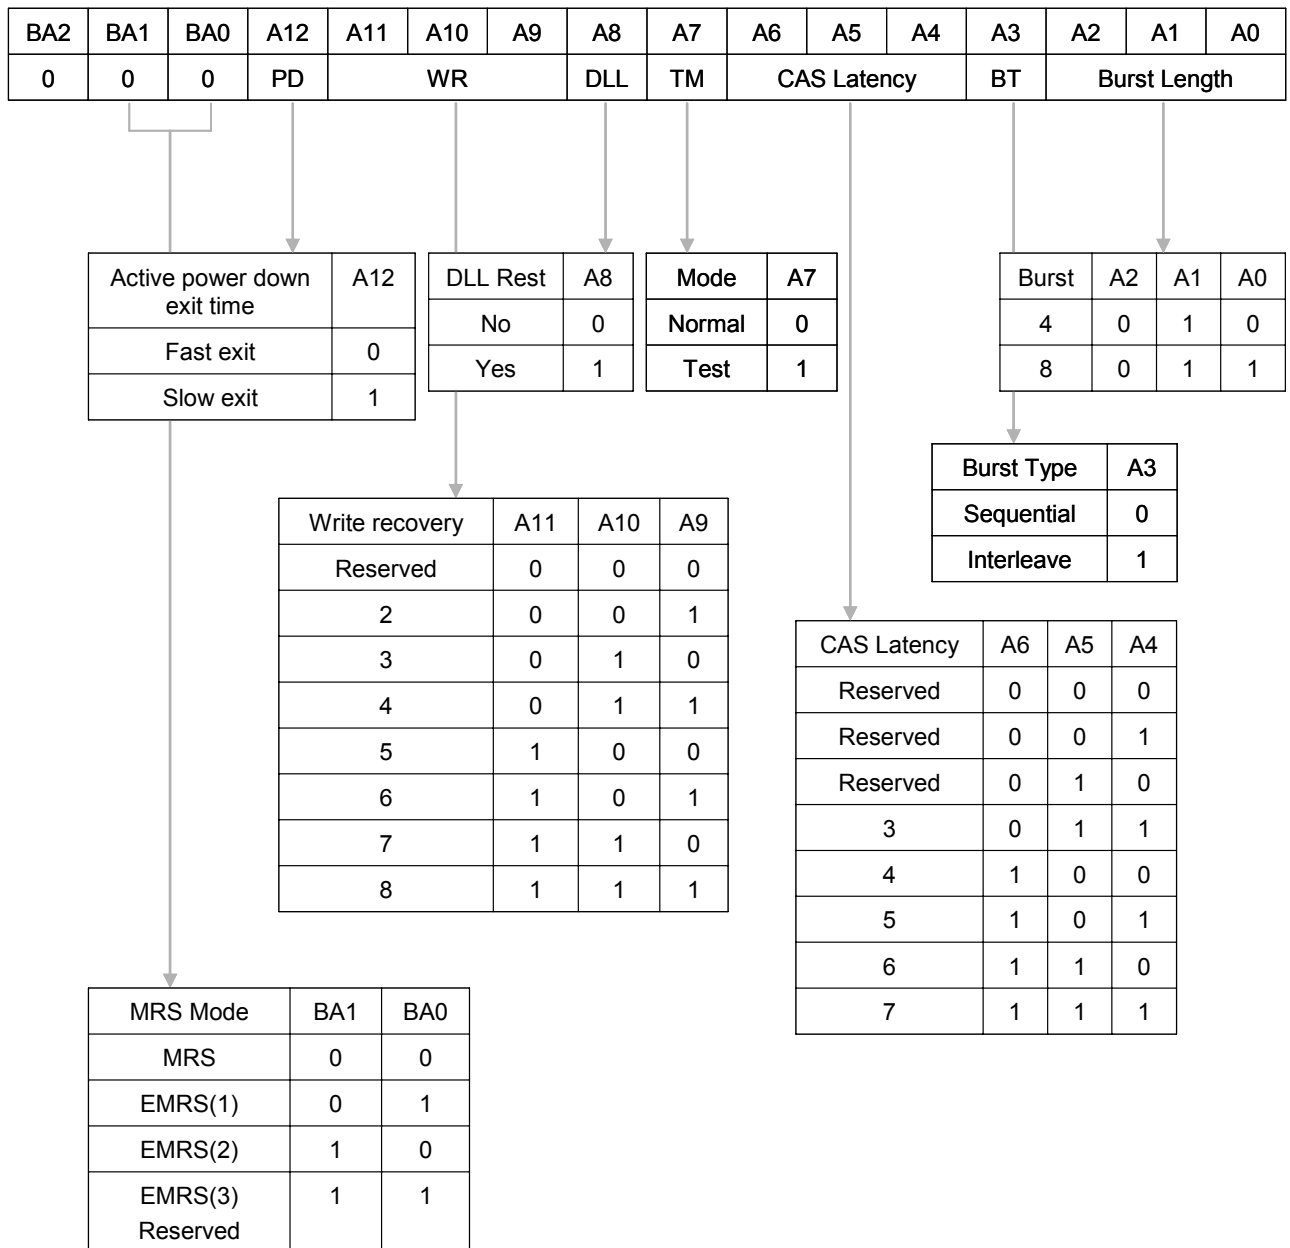 BA2 BA1 BA0 A12 A11 A10 A9 A8 A7 A6 A5 A4 A3 A2 A1 A0
0 0 0 PD WR DLL TM CAS Latency BT Burst Length
Active power down A12
exit time
Fast exit 0
Slow exit 1
DLL Rest A8
No 0
Yes 1
Mode A7
Normal 0
Test 1
Burst A2 A1 A0
4 0 1 0
8 0 1 1
Burst Type A3
Sequential 0
Interleave 1
Write recovery A11 A10 A9
Reserved 0 0 0
2 0 0 1
3 0 1 0
4 0 1 1
5 1 0 0
6 1 0 1
7 1 1 0
8 1 1 1
CAS Latency A6 A5 A4
Reserved 0 0 0
Reserved 0 0 1
Reserved 0 1 0
3 0 1 1
4 1 0 0
5 1 0 1
6 1 1 0
7 1 1 1
MRS Mode BA1 BA0
MRS 0 0
EMRS(1) 0 1
EMRS(2) 1 0
EMRS(3) 1 1
Reserved